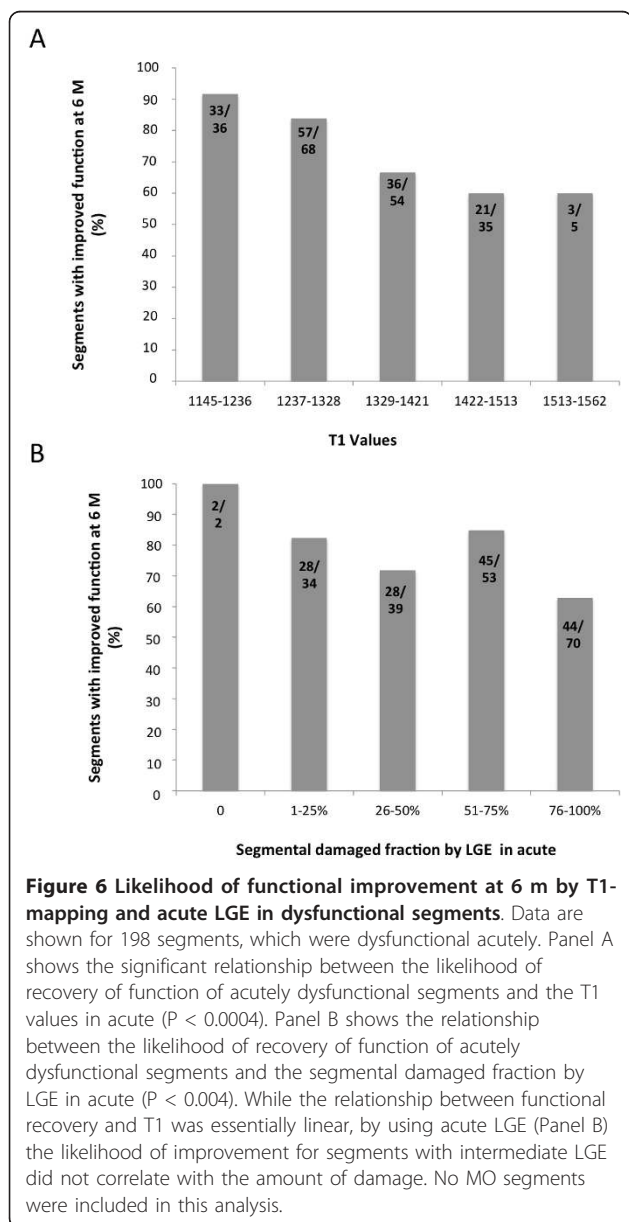 A
Segments with improved function at 6 M
(%)
100
90
80
70
60
50
40
30
20
10
0
33/
36
57/
68
36/
54
21/
35
3/
5
1145-1236
1237-1328
1329-1421
1422-1513
1513-1562
T1 Values
B
Segments with improved function at 6 M
(%)
100
90
80
70
60
50
40
30
20
10
0
2/
2
28/
34
28/
39
45/
53
44/
70
0
1-25%
26-50%
51-75%
76-100%
Segmental damaged fraction by LGE in acute
Figure 6 Likelihood of functional improvement at 6 m by T1-
mapping and acute LGE in dysfunctional segments. Data are
shown for 198 segments, which were dysfunctional acutely. Panel A
shows the significant relationship between the likelihood of
recovery of function of acutely dysfunctional segments and the T1
values in acute (P < 0.0004). Panel B shows the relationship
between the likelihood of recovery of function of acutely
dysfunctional segments and the segmental damaged fraction by
LGE in acute (P < 0.004). While the relationship between functional
recovery and T1 was essentially linear, by using acute LGE (Panel B)
the likelihood of improvement for segments with intermediate LGE
did not correlate with the amount of damage. No MO segments
were included in this analysis.